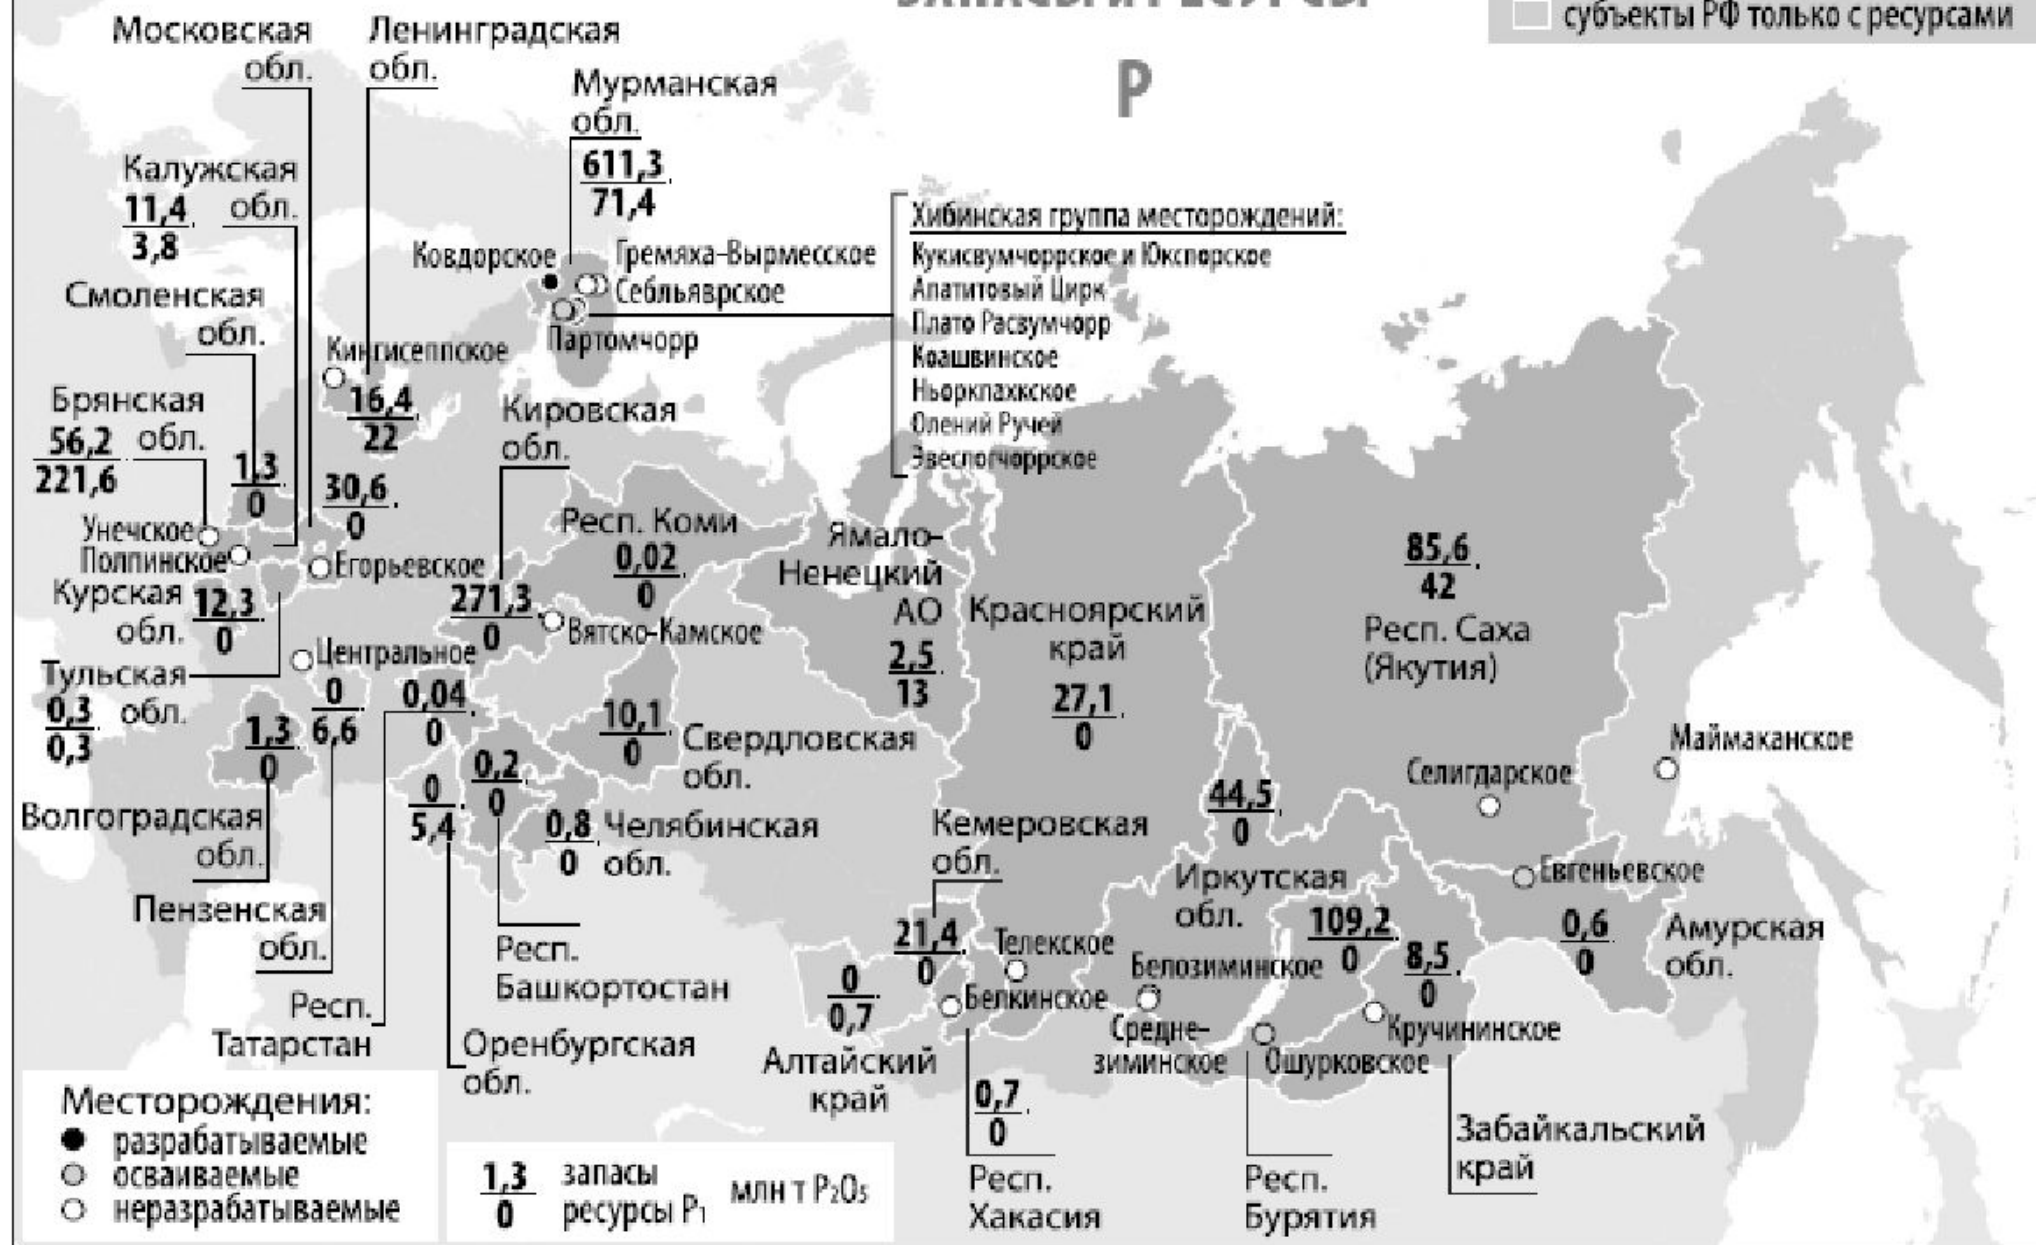 субъекты РФ только с ресурсами
P
Московская
обл.
Ленинградская
обл.
Мурманская
обл.
611,3
71,4
Калужская
обл.
11,4
3,8
Смоленская
обл.
Ковдорское
Гремяха-Вырмесское
Себльяврское
Партомчорр
Хибинская группа месторождений:
Кукисвумчоррское и Юкспорское
Апатитовый Цирк
Плато Расвумчорр
Коашвинское
Ньоркпахкское
Олений Ручей
Эвеслогчоррское
Кингисеппское
16,4
22
Брянская
обл.
56,2
221,6
1,3
0
30,6
0
Кировская
обл.
Унечское
Полпинское
Егорьевское
Респ. Коми
0,02
0
Ямало-
Ненецкий
АО
2,5
13
Красноярский
край
27,1
0
85,6
42
Респ. Саха
(Якутия)
Курская
обл.
12,3
0
271,3
0
Вятско-Камское
Центральное
Тульская
обл.
0,3
0,3
0
6,6
0,04
0
1,3
0
10,1
0
Свердловская
обл.
0,2
0
0
5,4
0,8
0
Челябинская
обл.
Маймаканское
Селигдарское
44,5
0
Волгоградская
обл.
Кемеровская
обл.
Иркутская
обл.
Евгеньевское
Пензенская
обл.
21,4
0
Телекское
Белозиминское
109,2
0
8,5
0
0,6
0
Амурская
обл.
Респ.
Башкортостан
0
0,7
Белкинское
Средне-
зиминское
Ошурковское
Кручининское
Респ.
Татарстан
Оренбургская
обл.
Алтайский
край
0,7
0
Респ.
Хакасия
Респ.
Бурятия
Забайкальский
край
Месторождения:
разрабатываемые
осваиваемые
неразрабатываемые
1,3
0
запасы
ресурсы P₁
млн т P₂O₅